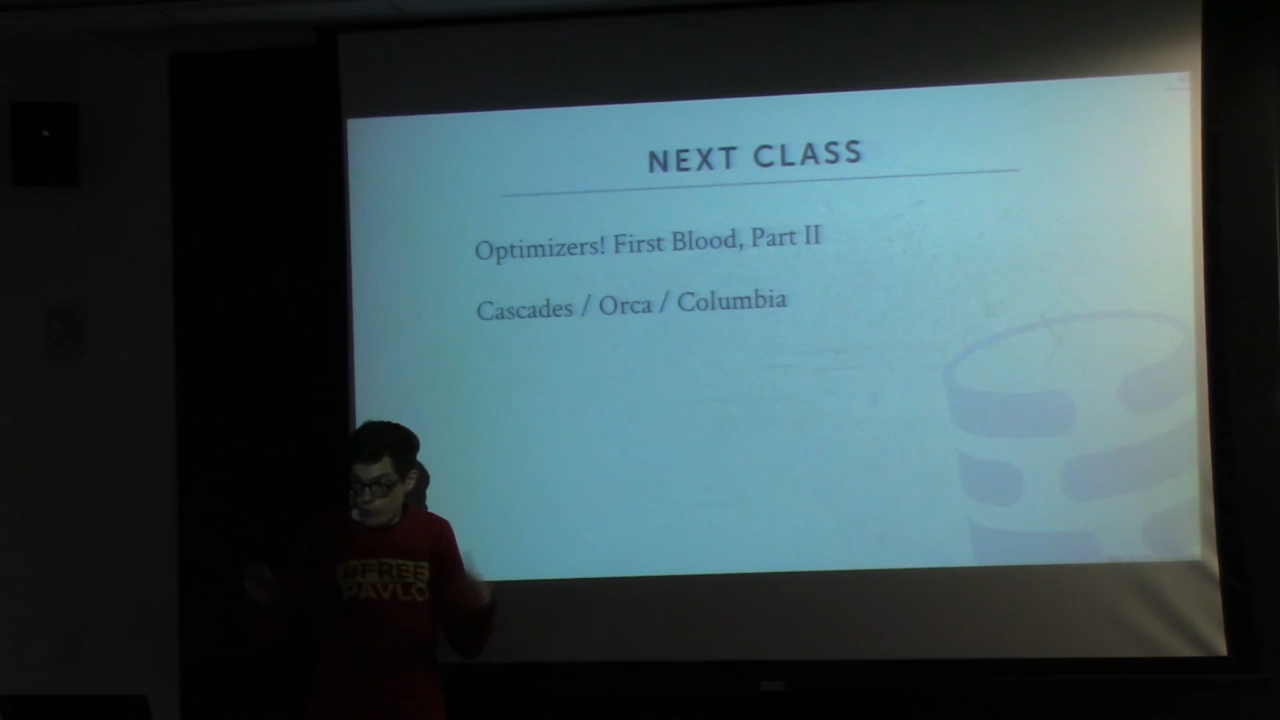 NEXT CLASS
Optimizers! First Blood, Part II
Cascades / Orca / Columbia
#FREE
PAVLO